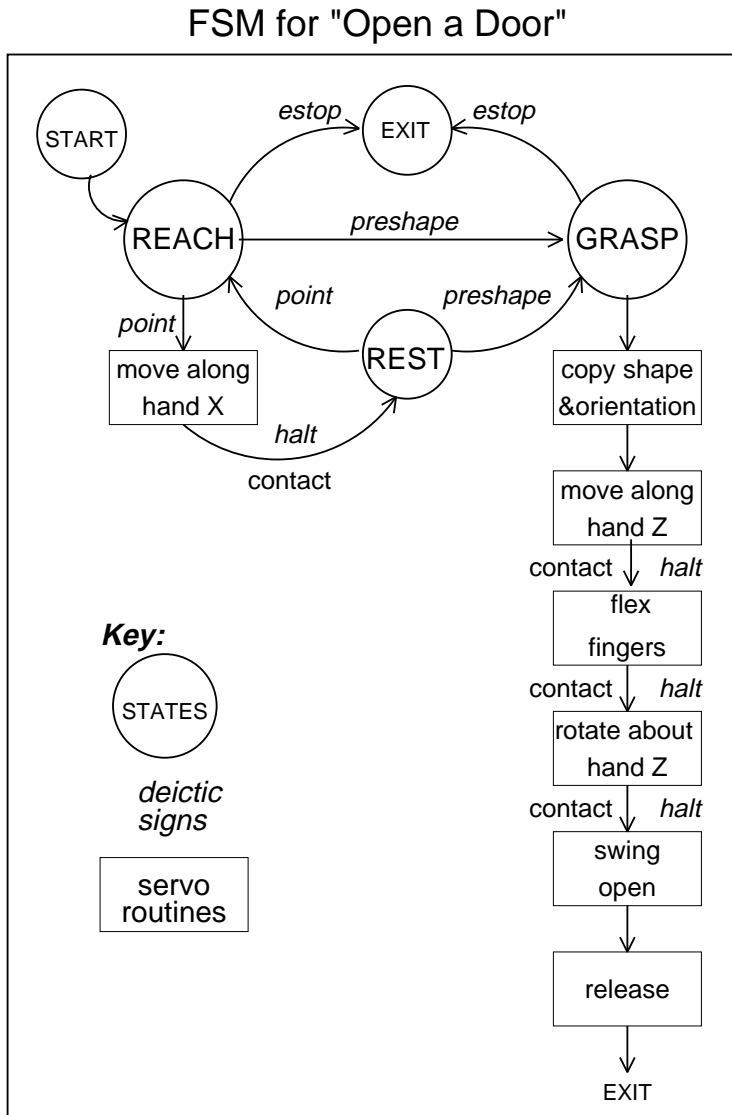 FSM for "Open a Door"
estop
estop
START
EXIT
REACH
preshape
GRASP
point
point
preshape
REST
move along
hand X
copy shape
&orientation
halt
contact
move along
hand Z
contact halt
flex
fingers
Key:
contact halt
STATES
rotate about
hand Z
deictic
signs
contact halt
swing
open
servo
routines
release
EXIT